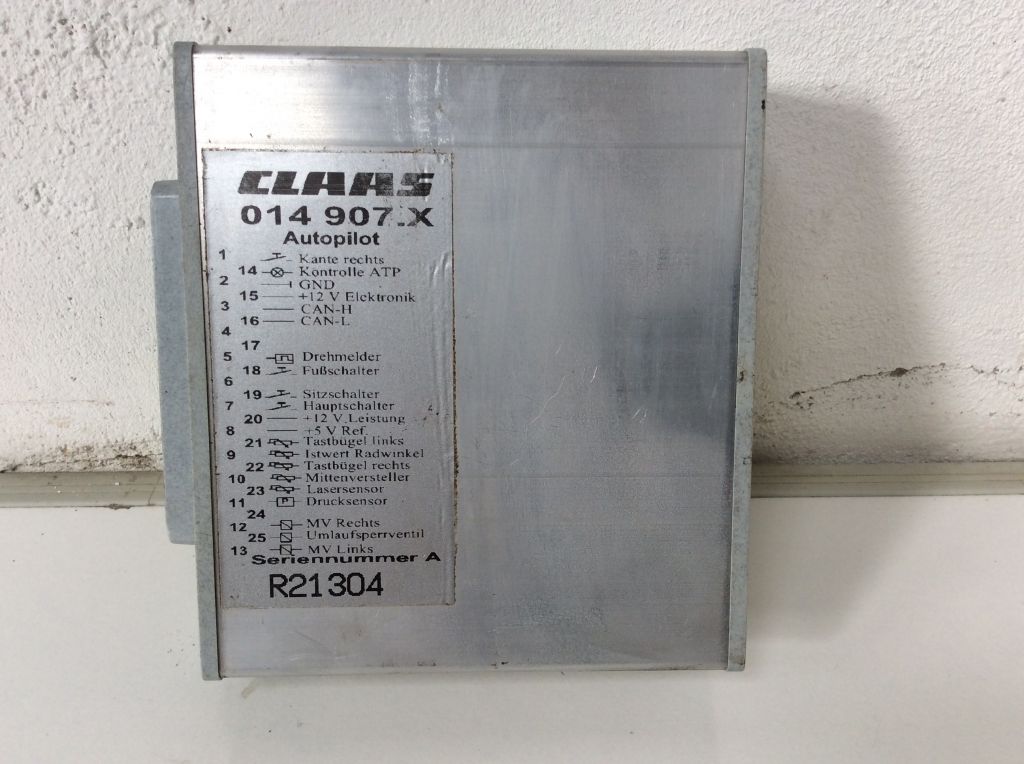 CLAAS
014 907.X
Autopilot
1 Kante rechts
14 Kontrolle ATP
2 GND
15 +12 V Elektronik
3 CAN-H
16 CAN-L
4
17
5 Drehmelder
18 Fußschalter
6
19 Sitzschalter
7 Hauptschalter
20 +12 V Leistung
8 +5 V Ref.
21 Tastbügel links
9 Istwert Radwinkel
22 Tastbügel rechts
10 Mittenversteller
23 Lasersensor
11 Drucksensor
24
12 MV Rechts
25 Umlaufsperrventil
13 MV Links
Seriennummer A
R21304